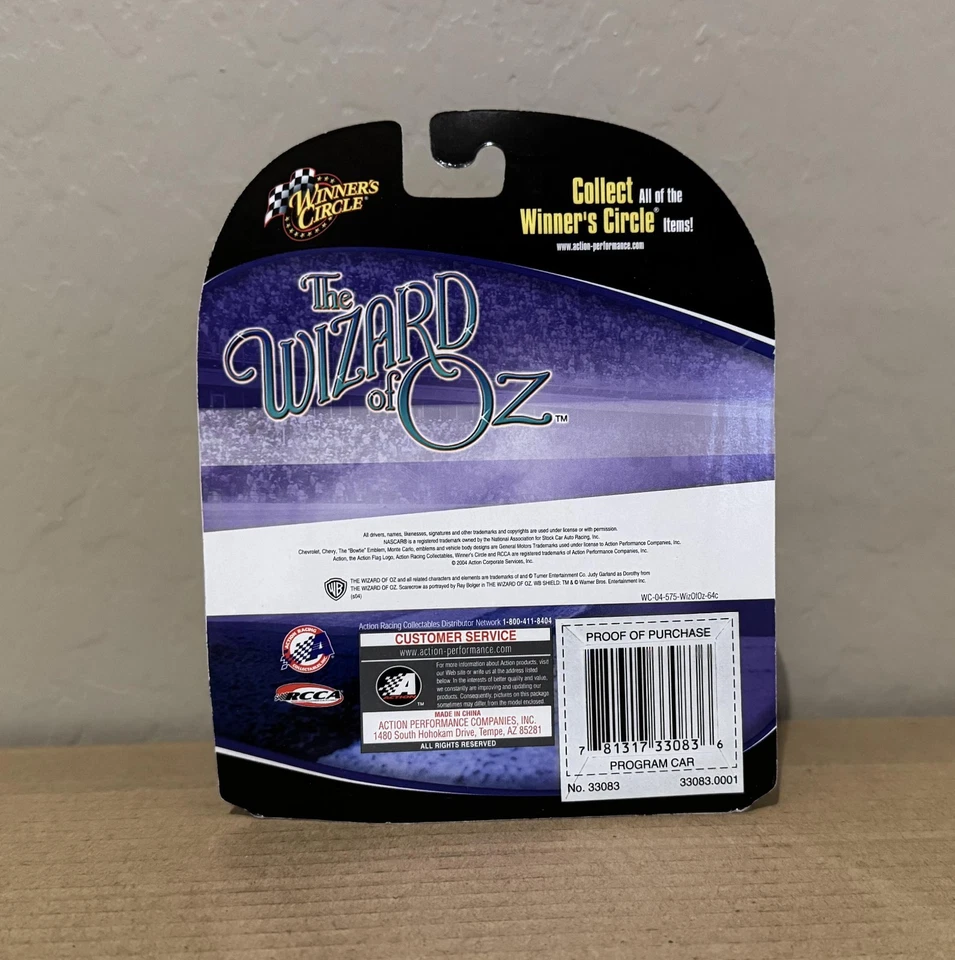 WINNER'S
CIRCLE®
Collect All of the
Winner's Circle® Items!
www.action-performance.com
The
WIZARD
of OZ™
All drivers, names, likenesses, signatures and other trademarks and copyrights are used under license or with permission.
NASCAR® is a registered trademark owned by the National Association for Stock Car Auto Racing, Inc.
Chevrolet, Chevy, The "Bowtie" Emblem, Monte Carlo, emblems and vehicle body designs are General Motors Trademarks used under license to Action Performance Companies, Inc.
Action, the Action Flag Logo, Action Racing Collectables, Winner's Circle and RCCA are registered trademarks of Action Performance Companies, Inc.
© 2004 Action Corporate Services, Inc.
WB
THE WIZARD OF OZ and all related characters and elements are trademarks of and © Turner Entertainment Co. Judy Garland as Dorothy from
THE WIZARD OF OZ. Scarecrow as portrayed by Ray Bolger in THE WIZARD OF OZ. WB SHIELD: TM & © Warner Bros. Entertainment Inc.
(s04)
WC-04-575-WizOfOz-64c
Action Racing Collectables Distributor Network 1-800-411-8404
ACTION RACING
COLLECTABLES, INC.
RCCA
CUSTOMER SERVICE
www.action-performance.com
A
ACTION
TM
For more information about Action products, visit
our Web site or write us at the address listed
below. In the interests of better quality and value,
we constantly are improving and updating our
products. Consequently, pictures on this package
sometimes may differ from the model enclosed.
MADE IN CHINA
ACTION PERFORMANCE COMPANIES, INC.
1480 South Hohokam Drive, Tempe, AZ 85281
ALL RIGHTS RESERVED
PROOF OF PURCHASE
7 81317 33083 6
PROGRAM CAR
No. 33083 33083.0001